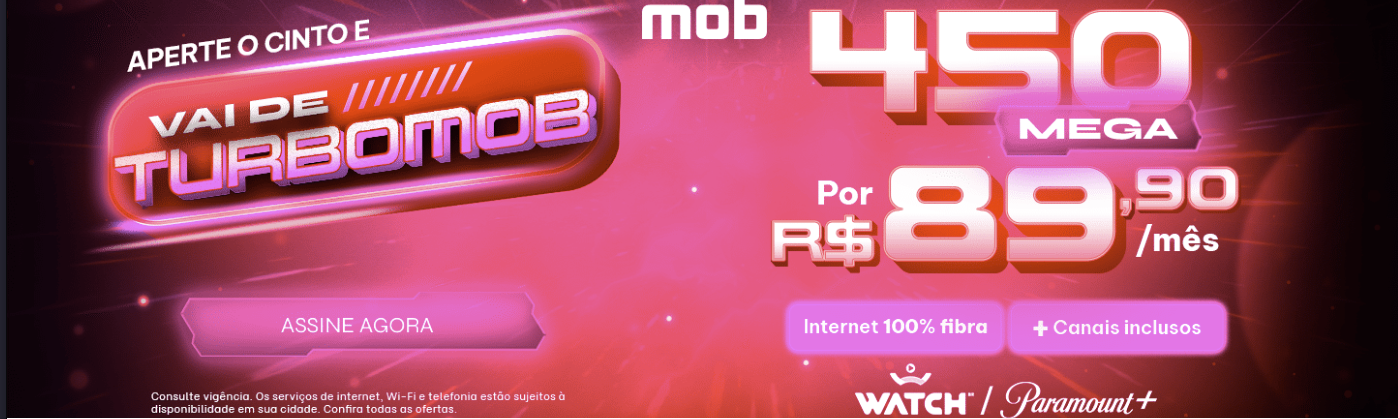 APERTE O CINTO E
VAI DE
TURBOMOB
ASSINE AGORA
Consulte vigência. Os serviços de internet, Wi-Fi e telefonia estão sujeitos à
disponibilidade em sua cidade. Confira todas as ofertas.
mob
450
MEGA
Por
R$89,90
/mês
Internet 100% fibra
+ Canais inclusos
WATCH™ / Paramount+